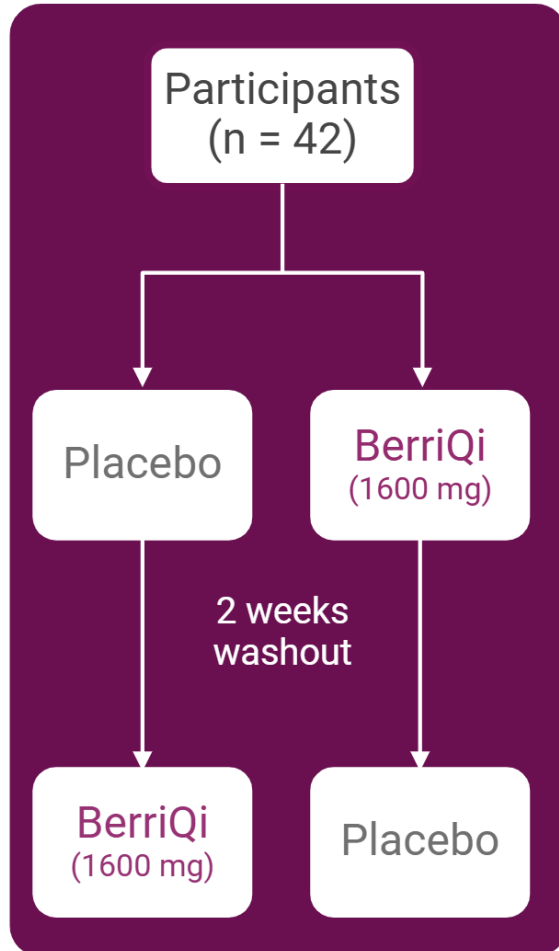 Participants
(n = 42)
Placebo
BerriQi
(1600 mg)
2 weeks
washout
BerriQi
(1600 mg)
Placebo